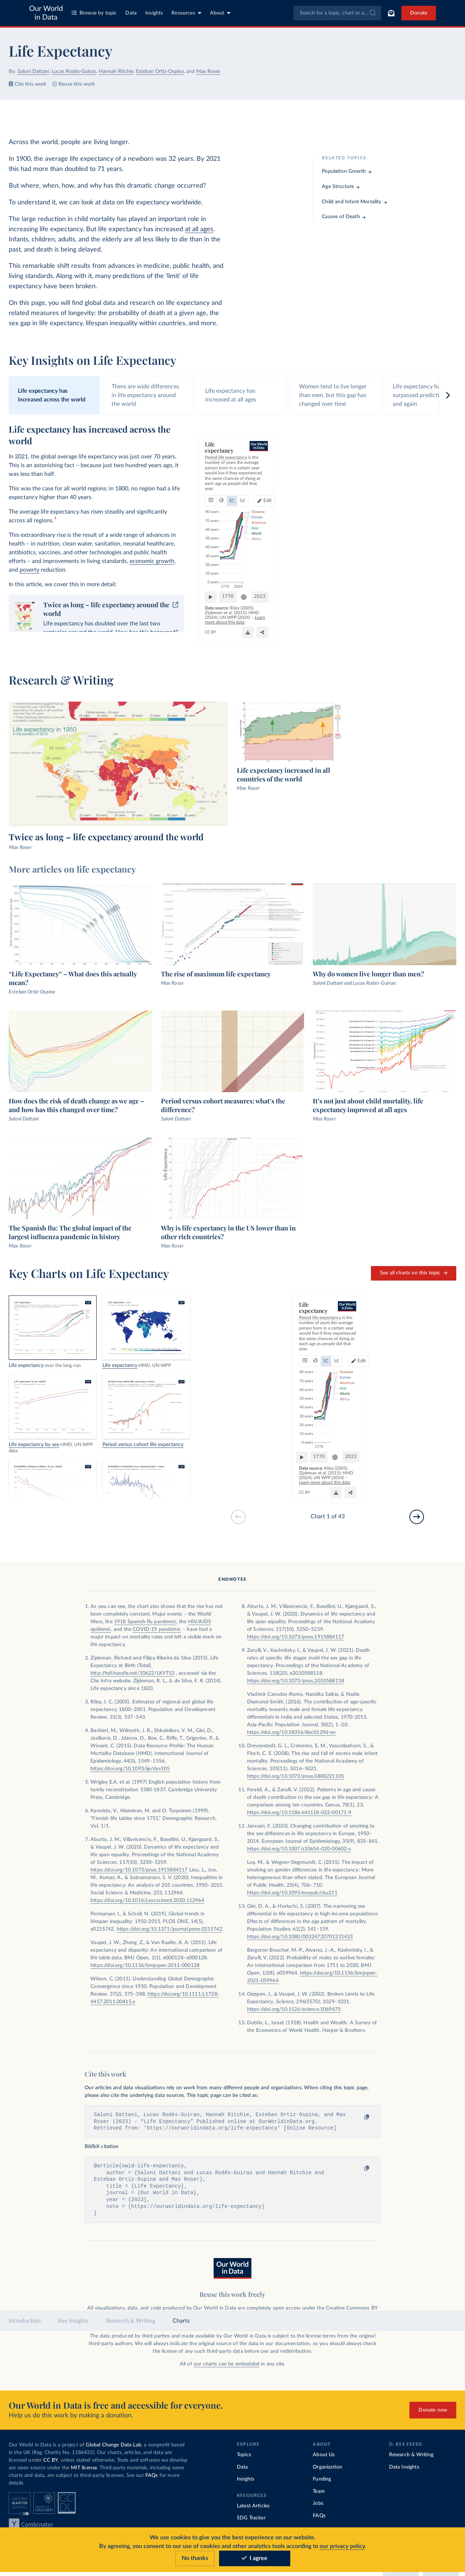 Our World
in Data
Browse by topic
Data
Insights
Resources
About
Search for a topic, chart or a...
Donate
Life Expectancy
By: Saloni Dattani, Lucas Rodés-Guirao, Hannah Ritchie, Esteban Ortiz-Ospina, and Max Roser
Cite this work
Reuse this work
Across the world, people are living longer.
In 1900, the average life expectancy of a newborn was 32 years. By 2021
this had more than doubled to 71 years.
But where, when, how, and why has this dramatic change occurred?
To understand it, we can look at data on life expectancy worldwide.
The large reduction in child mortality has played an important role in
increasing life expectancy. But life expectancy has increased at all ages.
Infants, children, adults, and the elderly are all less likely to die than in the
past, and death is being delayed.
This remarkable shift results from advances in medicine, public health, and
living standards. Along with it, many predictions of the 'limit' of life
expectancy have been broken.
On this page, you will find global data and research on life expectancy and
related measures of longevity: the probability of death at a given age, the
sex gap in life expectancy, lifespan inequality within countries, and more.
RELATED TOPICS
Population Growth
Age Structure
Child and Infant Mortality
Causes of Death
Key Insights on Life Expectancy
Life expectancy has
increased across the world
There are wide differences
in life expectancy around
the world
Life expectancy has
increased at all ages
Women tend to live longer
than men, but this gap has
changed over time
Life expectancy ha
surpassed predicti
and again
Life expectancy has increased across the
world
In 2021, the global average life expectancy was just over 70 years.
This is an astonishing fact – because just two hundred years ago, it
was less than half.
This was the case for all world regions: in 1800, no region had a life
expectancy higher than 40 years.
The average life expectancy has risen steadily and significantly
across all regions.
This extraordinary rise is the result of a wide range of advances in
health – in nutrition, clean water, sanitation, neonatal healthcare,
antibiotics, vaccines, and other technologies and public health
efforts – and improvements in living standards, economic growth,
and poverty reduction.
In this article, we cover this in more detail:
Twice as long – life expectancy around the
world
Life expectancy has doubled over the last two
Life
expectancy
Our World
in Data
Period life expectancy is the
number of years the average
person born in a certain year
would live if they experienced
the same chances of dying at
each age as people did that
year.
Edit
80 years
70 years
60 years
50 years
40 years
30 years
20 years
10 years
0 years
1770
2023
Oceania
Europe
Americas
Asia
World
Africa
1770
2023
Data source: Riley (2005);
Zijdeman et al. (2015); HMD
(2024); UN WPP (2024) – Learn
more about this data
CC BY
Research & Writing
Life expectancy in 1950
Twice as long – life expectancy around the world
Max Roser
Life expectancy increased in all
countries of the world
Max Roser
More articles on life expectancy
"Life Expectancy" – What does this actually
mean?
Esteban Ortiz-Ospina
The rise of maximum life expectancy
Max Roser
Why do women live longer than men?
Saloni Dattani and Lucas Rodés-Guirao
How does the risk of death change as we age –
and how has this changed over time?
Saloni Dattani
Period versus cohort measures: what's the
difference?
Saloni Dattani
It's not just about child mortality, life
expectancy improved at all ages
Max Roser
The Spanish flu: The global impact of the
largest influenza pandemic in history
Max Roser
Life Expectancy
Why is life expectancy in the US lower than in
other rich countries?
Max Roser
Key Charts on Life Expectancy
See all charts on this topic
Life expectancy over the long-run
Life expectancy HMD, UN WPP
Life expectancy by sex HMD, UN WPP
data
Period versus cohort life expectancy
Life
expectancy
Our World
in Data
Period life expectancy is the
number of years the average
person born in a certain year
would live if they experienced
the same chances of dying at
each age as people did that
year.
Edit
80 years
70 years
60 years
50 years
40 years
30 years
20 years
10 years
0 years
1770
Oceania
Europe
Americas
Asia
World
Africa
1770
2023
Data source: Riley (2005);
Zijdeman et al. (2015); HMD
(2024); UN WPP (2024) –
Learn more about this data
CC BY
Chart 1 of 43
ENDNOTES
1. As you can see, the chart also shows that the rise has not
been completely constant. Major events – the World
Wars, the 1918 Spanish flu pandemic, the HIV/AIDS
epidemic, and the COVID-19 pandemic – have had a
major impact on mortality rates and left a visible mark on
life expectancy.
2. Zijdeman, Richard and Filipa Ribeira da Silva (2015). Life
Expectancy at Birth (Total).
http://hdl.handle.net/10622/LKYT53 , accessed via the
Clio Infra website. Zijdeman, R. L., & de Silva, F. R. (2014).
Life expectancy since 1820.
3. Riley, J. C. (2005). Estimates of regional and global life
expectancy, 1800–2001. Population and Development
Review, 31(3), 537–543.
4. Barbieri, M., Wilmoth, J. R., Shkolnikov, V. M., Glei, D.,
Jasilionis, D., Jdanov, D., Boe, C., Riffe, T., Grigoriev, P., &
Winant, C. (2015). Data Resource Profile: The Human
Mortality Database (HMD). International Journal of
Epidemiology, 44(5), 1549–1556.
https://doi.org/10.1093/ije/dyv105
5. Wrigley E.A. et al. (1997) English population history from
family reconstitution 1580-1837. Cambridge University
Press, Cambridge.
6. Kannisto, V., Nieminen, M. and O. Turpeinen (1999).
"Finnish life tables since 1751," Demographic Research,
Vol. 1/1.
7. Aburto, J. M., Villavicencio, F., Basellini, U., Kjærgaard, S.,
& Vaupel, J. W. (2020). Dynamics of life expectancy and
life span equality. Proceedings of the National Academy
of Sciences, 117(10), 5250–5259.
https://doi.org/10.1073/pnas.1915884117 Liou, L., Joe,
W., Kumar, A., & Subramanian, S. V. (2020). Inequalities in
life expectancy: An analysis of 201 countries, 1950–2015.
Social Science & Medicine, 253, 112964.
https://doi.org/10.1016/j.socscimed.2020.112964
Permanyer, I., & Scholl, N. (2019). Global trends in
lifespan inequality: 1950-2015. PLOS ONE, 14(5),
e0215742. https://doi.org/10.1371/journal.pone.0215742
Vaupel, J. W., Zhang, Z., & Van Raalte, A. A. (2011). Life
expectancy and disparity: An international comparison of
life table data. BMJ Open, 1(1), e000128–e000128.
https://doi.org/10.1136/bmjopen-2011-000128
Wilson, C. (2011). Understanding Global Demographic
Convergence since 1950. Population and Development
Review, 37(2), 375–388. https://doi.org/10.1111/j.1728-
4457.2011.00415.x
8. Aburto, J. M., Villavicencio, F., Basellini, U., Kjærgaard, S.,
& Vaupel, J. W. (2020). Dynamics of life expectancy and
life span equality. Proceedings of the National Academy
of Sciences, 117(10), 5250–5259.
https://doi.org/10.1073/pnas.1915884117
9. Zarulli, V., Kashnitsky, I., & Vaupel, J. W. (2021). Death
rates at specific life stages mold the sex gap in life
expectancy. Proceedings of the National Academy of
Sciences, 118(20), e2010588118.
https://doi.org/10.1073/pnas.2010588118
Vladimir Canudas-Romo, Nandita Saikia, & Nadia
Diamond-Smith. (2016). The contribution of age-specific
mortality towards male and female life expectancy
differentials in India and selected States, 1970-2013.
Asia-Pacific Population Journal, 30(2), 1–20.
https://doi.org/10.18356/8ec0129d-en
10. Drevenstedt, G. L., Crimmins, E. M., Vasunilashorn, S., &
Finch, C. E. (2008). The rise and fall of excess male infant
mortality. Proceedings of the National Academy of
Sciences, 105(13), 5016–5021.
https://doi.org/10.1073/pnas.0800221105
11. Feraldi, A., & Zarulli, V. (2022). Patterns in age and cause
of death contributing to the sex gap in life expectancy: A
comparison among ten countries. Genus, 78(1), 23.
https://doi.org/10.1186/s41118-022-00171-9
12. Janssen, F. (2020). Changing contribution of smoking to
the sex differences in life expectancy in Europe, 1950–
2014. European Journal of Epidemiology, 35(9), 835–841.
https://doi.org/10.1007/s10654-020-00602-x
Luy, M., & Wegner-Siegmundt, C. (2015). The impact of
smoking on gender differences in life expectancy: More
heterogeneous than often stated. The European Journal
of Public Health, 25(4), 706–710.
https://doi.org/10.1093/eurpub/cku211
13. Glei, D. A., & Horiuchi, S. (2007). The narrowing sex
differential in life expectancy in high-income populations:
Effects of differences in the age pattern of mortality.
Population Studies, 61(2), 141–159.
https://doi.org/10.1080/00324720701331433
Bergeron-Boucher, M.-P., Alvarez, J.-A., Kashnitsky, I., &
Zarulli, V. (2022). Probability of males to outlive females:
An international comparison from 1751 to 2020. BMJ
Open, 12(8), e059964. https://doi.org/10.1136/bmjopen-
2021-059964
14. Oeppen, J., & Vaupel, J. W. (2002). Broken Limits to Life
Expectancy. Science, 296(5570), 1029–1031.
https://doi.org/10.1126/science.1069675
15. Dublin, L., Israel. (1928). Health and Wealth: A Survey of
the Economics of World Health. Harper & Brothers.
Cite this work
Our articles and data visualizations rely on work from many different people and organizations. When citing this topic page,
please also cite the underlying data sources. This topic page can be cited as:
Saloni Dattani, Lucas Rodés-Guirao, Hannah Ritchie, Esteban Ortiz-Ospina, and Max
Roser (2023) - "Life Expectancy" Published online at OurWorldinData.org.
Retrieved from: 'https://ourworldindata.org/life-expectancy' [Online Resource]
BibTeX citation
@article{owid-life-expectancy,
author = {Saloni Dattani and Lucas Rodés-Guirao and Hannah Ritchie and
Esteban Ortiz-Ospina and Max Roser},
title = {Life Expectancy},
journal = {Our World in Data},
year = {2023},
note = {https://ourworldindata.org/life-expectancy}
}
Our World
in Data
Reuse this work freely
All visualizations, data, and code produced by Our World in Data are completely open access under the Creative Commons BY
Introduction
Key Insights
Research & Writing
Charts
The data produced by third parties and made available by Our World in Data is subject to the license terms from the original
third-party authors. We will always indicate the original source of the data in our documentation, so you should always check
the license of any such third-party data before use and redistribution.
All of our charts can be embedded in any site.
Our World in Data is free and accessible for everyone.
Help us do this work by making a donation.
Donate now
Our World in Data is a project of Global Change Data Lab, a nonprofit based
in the UK (Reg. Charity No. 1186433). Our charts, articles, and data are
licensed under CC BY, unless stated otherwise. Tools and software we develop
are under the MIT license. Third-party materials, including some
charts and data, are subject to third-party licenses. See our FAQs for more
details.
OXFORD
MARTIN
SCHOOL
UNIVERSITY OF
OXFORD
Y Combinator
EXPLORE
Topics
Data
Insights
RESOURCES
Latest Articles
SDG Tracker
ABOUT
About Us
Organization
Funding
Team
Jobs
FAQs
RSS FEEDS
Research & Writing
Data Insights
We use cookies to give you the best experience on our website.
By agreeing, you consent to our use of cookies and other analytics tools according to our privacy policy.
No thanks
I agree